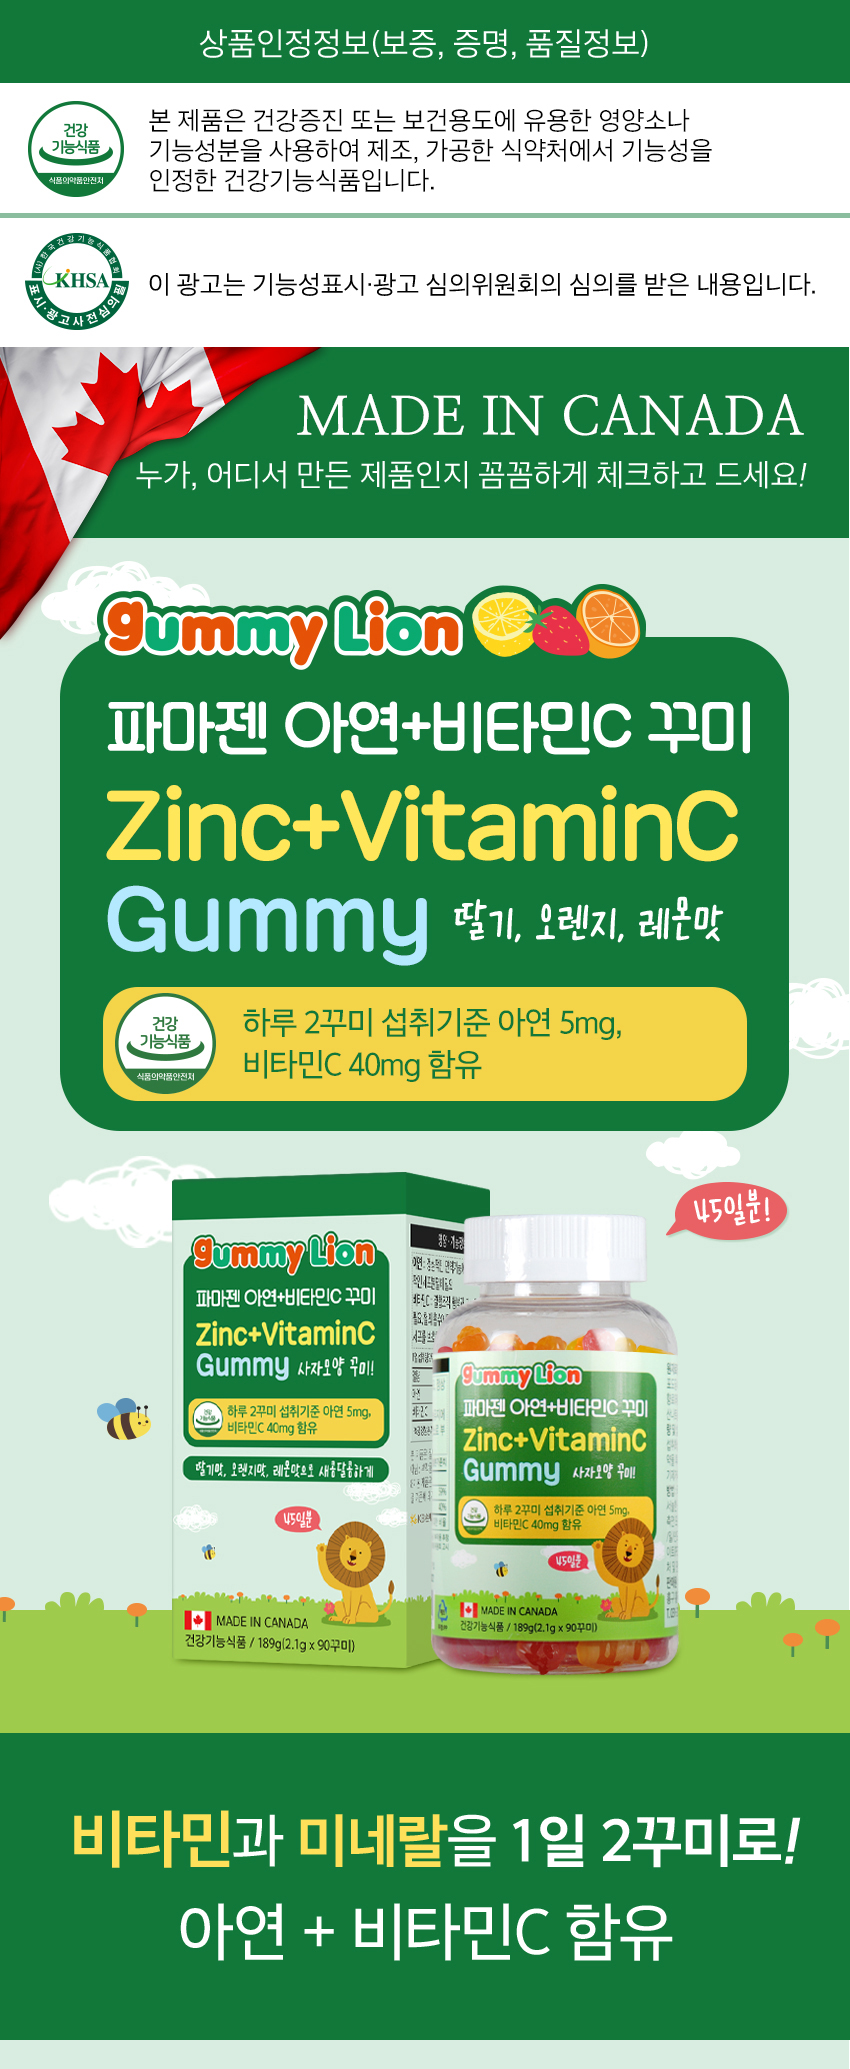 상품인정정보(보증, 증명, 품질정보)
건강
기능식품
식품의약품안전처
본 제품은 건강증진 또는 보건용도에 유용한 영양소나
기능성분을 사용하여 제조, 가공한 식약처에서 기능성을
인정한 건강기능식품입니다.
(사)한국건강기능식품협회
KHSA
표시·광고사전심의필
이 광고는 기능성표시·광고 심의위원회의 심의를 받은 내용입니다.
MADE IN CANADA
누가, 어디서 만든 제품인지 꼼꼼하게 체크하고 드세요!
gummy Lion
파마젠 아연+비타민C 꾸미
Zinc+VitaminC
Gummy 딸기, 오렌지, 레몬맛
건강
기능식품
식품의약품안전처
하루 2꾸미 섭취기준 아연 5mg,
비타민C 40mg 함유
45일분!
gummy Lion
파마젠 아연+비타민C 꾸미
Zinc+VitaminC
Gummy 사자모양 꾸미!
하루 2꾸미 섭취기준 아연 5mg,
비타민C 40mg 함유
딸기맛, 오렌지맛, 레몬맛으로 새콤달콤하게
45일분
MADE IN CANADA
건강기능식품 / 189g(2.1g x 90꾸미)
gummy Lion
파마젠 아연+비타민C 꾸미
Zinc+VitaminC
Gummy 사자모양 꾸미!
하루 2꾸미 섭취기준 아연 5mg,
비타민C 40mg 함유
45일분
MADE IN CANADA
건강기능식품 / 189g(2.1g x 90꾸미)
비타민과 미네랄을 1일 2꾸미로!
아연 + 비타민C 함유